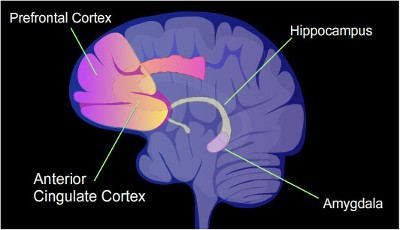 Prefrontal Cortex
Hippocampus
Anterior
Cingulate Cortex
Amygdala